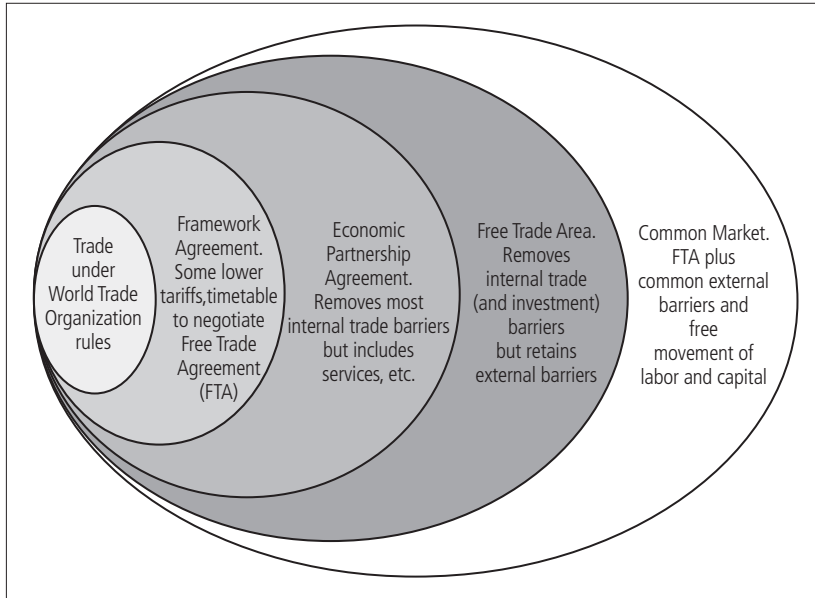 Trade
under
World Trade
Organization
rules
Framework
Agreement.
Some lower
tariffs,timetable
to negotiate
Free Trade
Agreement
(FTA)
Economic
Partnership
Agreement.
Removes most
internal trade barriers
but includes
services, etc.
Free Trade Area.
Removes
internal trade
(and investment)
barriers
but retains
external barriers
Common Market.
FTA plus
common external
barriers and
free
movement of
labor and capital